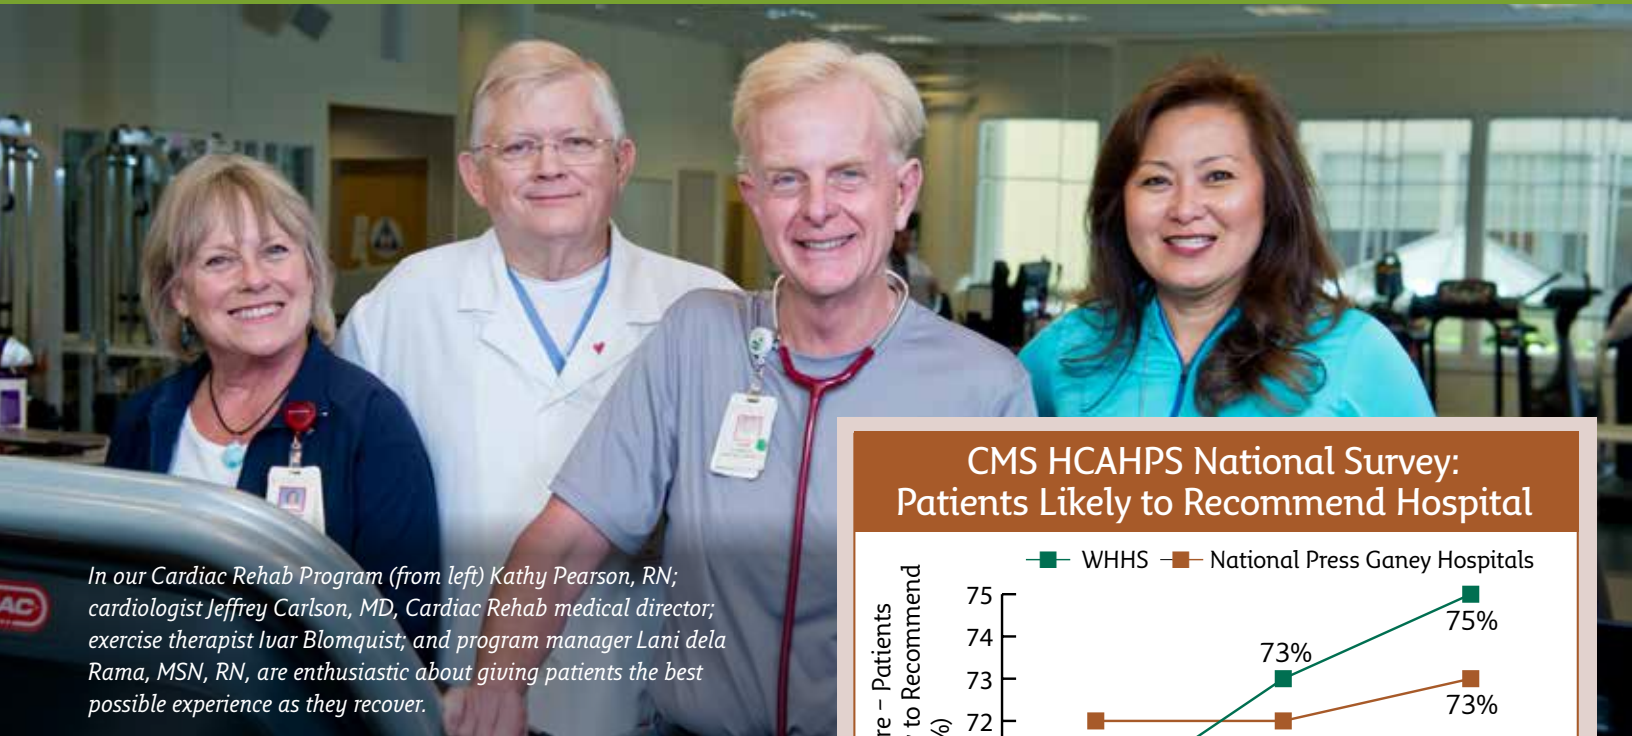 In our Cardiac Rehab Program (from left) Kathy Pearson, RN;
cardiologist Jeffrey Carlson, MD, Cardiac Rehab medical director;
exercise therapist Ivar Blomquist; and program manager Lani dela
Rama, MSN, RN, are enthusiastic about giving patients the best
possible experience as they recover.
CMS HCAHPS National Survey:
Patients Likely to Recommend Hospital
WHHS National Press Ganey Hospitals
Patients
to Recommend
75
74
73
72
75%
73%
73%